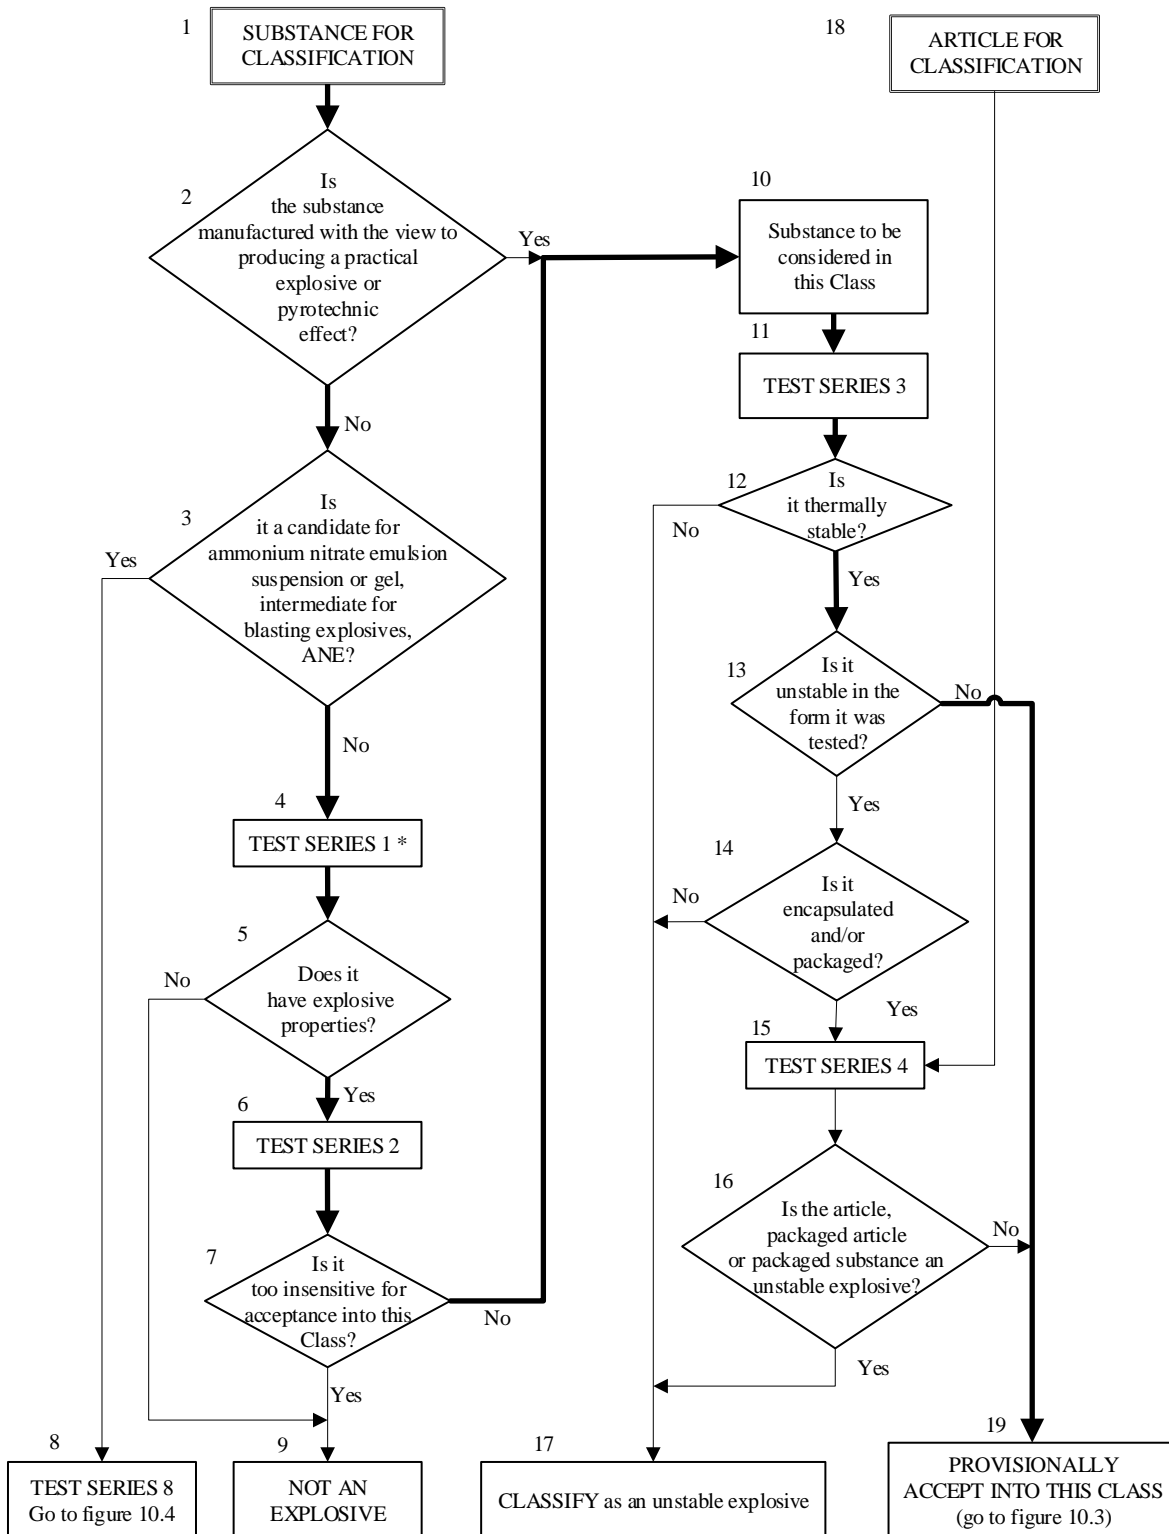 1
SUBSTANCE FOR
CLASSIFICATION
2
Is
the substance
manufactured with the view to
producing a practical
explosive or
pyrotechnic
effect?
Yes
No
3
Is
it a candidate for
ammonium nitrate emulsion
suspension or gel,
intermediate for
blasting explosives,
ANE?
Yes
No
4
TEST SERIES 1 *
5
Does it
have explosive
properties?
No
Yes
6
TEST SERIES 2
7
Is it
too insensitive for
acceptance into this
Class?
No
Yes
8
TEST SERIES 8
Go to figure 10.4
9
NOT AN
EXPLOSIVE
10
Substance to be
considered in
this Class
11
TEST SERIES 3
12
Is
it thermally
stable?
No
Yes
13
Is it
unstable in the
form it was
tested?
No
Yes
14
Is it
encapsulated
and/or
packaged?
No
Yes
15
TEST SERIES 4
16
Is the article,
packaged article
or packaged substance an
unstable explosive?
No
Yes
17
CLASSIFY as an unstable explosive
18
ARTICLE FOR
CLASSIFICATION
19
PROVISIONALLY
ACCEPT INTO THIS CLASS
(go to figure 10.3)